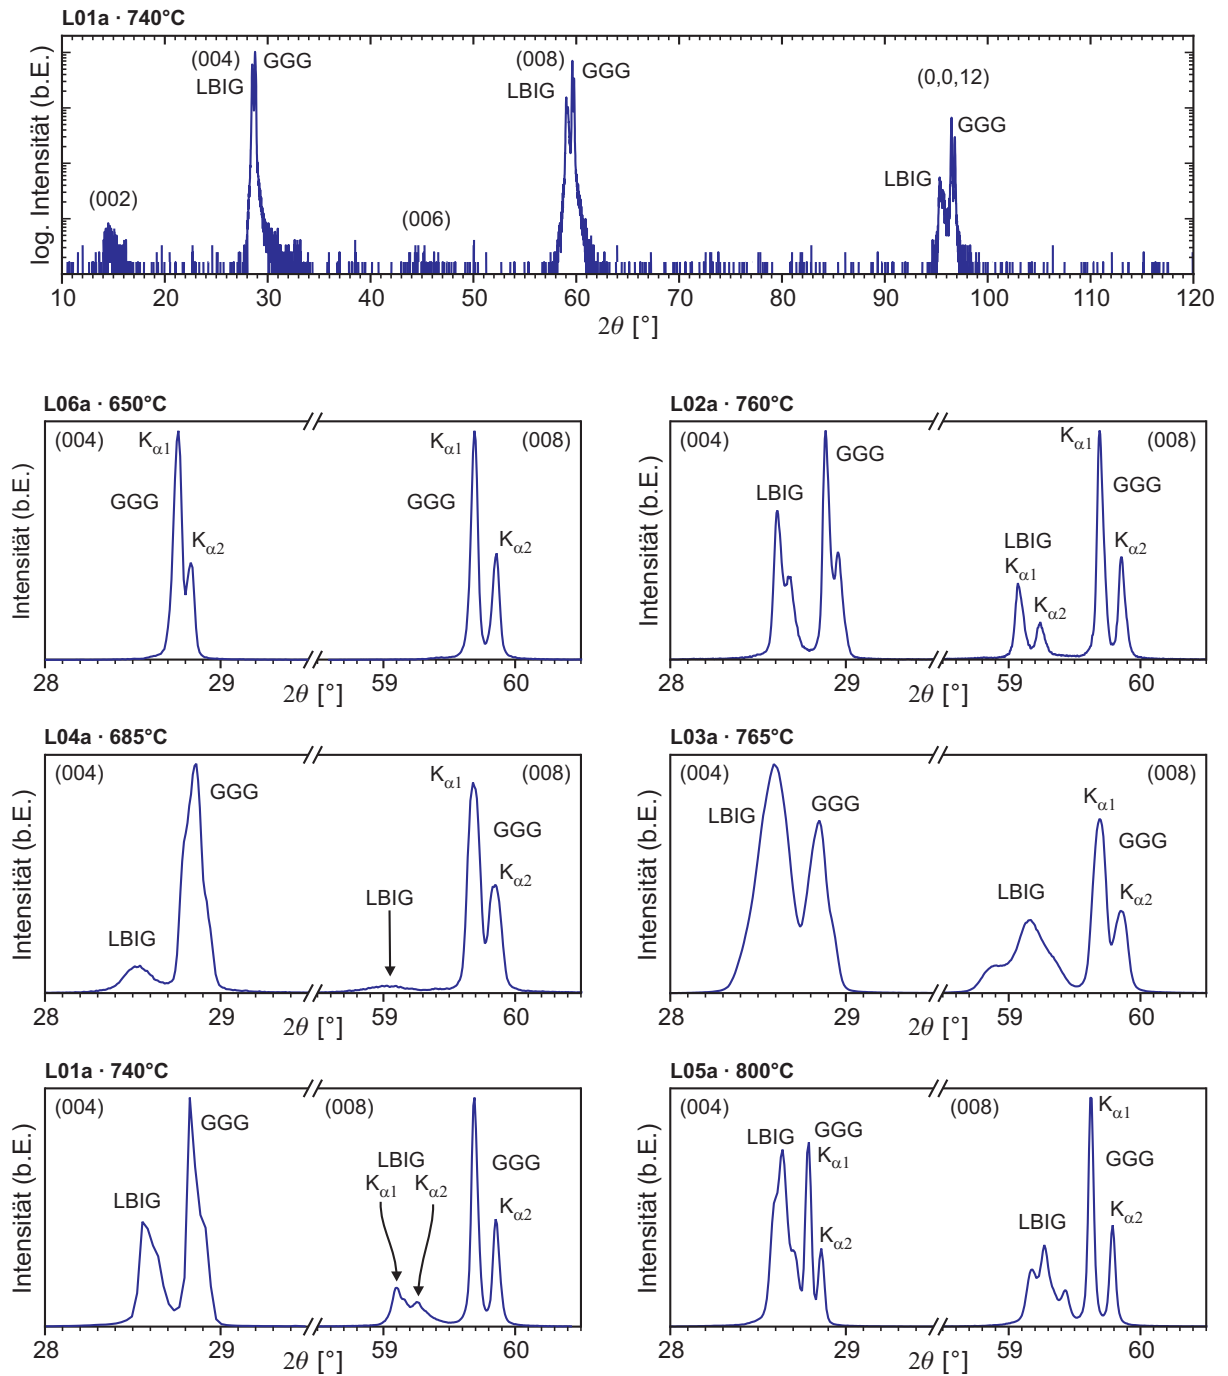 L01a · 740°C
log. Intensität (b.E.)
(004) GGG
LBIG
(008) GGG
LBIG
(0,0,12)
GGG
LBIG
(002)
(006)
10 20 30 40 50 60 70 80 90 100 110 120
2θ [°]
L06a · 650°C
Intensität (b.E.)
(004) Kα1 Kα1 (008)
GGG GGG
Kα2 Kα2
28 29 59 60
2θ [°]
L02a · 760°C
Intensität (b.E.)
(004) Kα1 (008)
GGG
LBIG GGG
LBIG
Kα1 Kα2
Kα2
28 29 59 60
2θ [°]
L04a · 685°C
Intensität (b.E.)
(004) Kα1 (008)
GGG
GGG
Kα2
LBIG
LBIG
28 29 59 60
2θ [°]
L03a · 765°C
Intensität (b.E.)
(004) (008)
Kα1
LBIG GGG
GGG
LBIG Kα2
28 29 59 60
2θ [°]
L01a · 740°C
Intensität (b.E.)
(004) (008)
GGG
LBIG GGG
Kα1 Kα2
LBIG Kα2
28 29 59 60
2θ [°]
L05a · 800°C
Intensität (b.E.)
(004) (008) Kα1
LBIG GGG
Kα1 GGG
Kα2 LBIG Kα2
28 29 59 60
2θ [°]